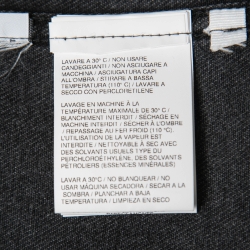 LAVARE A 30° C / NON USARE
CANDEGGIANTI / NON ASCIUGARE A
MACCHINA / ASCIUGATURA CAPI
ALL'OMBRA / STIRARE A BASSA
TEMPERATURA (110° C) / LAVARE A
SECCO CON PERCLOROETILENE
LAVAGE EN MACHINE À LA
TEMPÉRATURE MAXIMALE DE 30° C /
BLANCHIMENT INTERDIT / SÉCHAGE EN
MACHINE INTERDIT / SÉCHER À L'OMBRE
/ REPASSAGE AU FER FROID (110 °C)
L'UTILISATION DE LA VAPEUR EST
INTERDITE / NETTOYABLE À SEC AVEC
DES SOLVANTS USUELS TYPE DU
PERCHLOROÉTHYLÈNE, DES SOLVANTS
PÉTROLIERS (ESSENCES MINÉRALES)
LAVAR A 30°C / NO BLANQUEAR / NO
USAR MÁQUINA SECADORA / SECAR A LA
SOMBRA / PLANCHAR A BAJA
TEMPERATURA / LIMPIEZA EN SECO